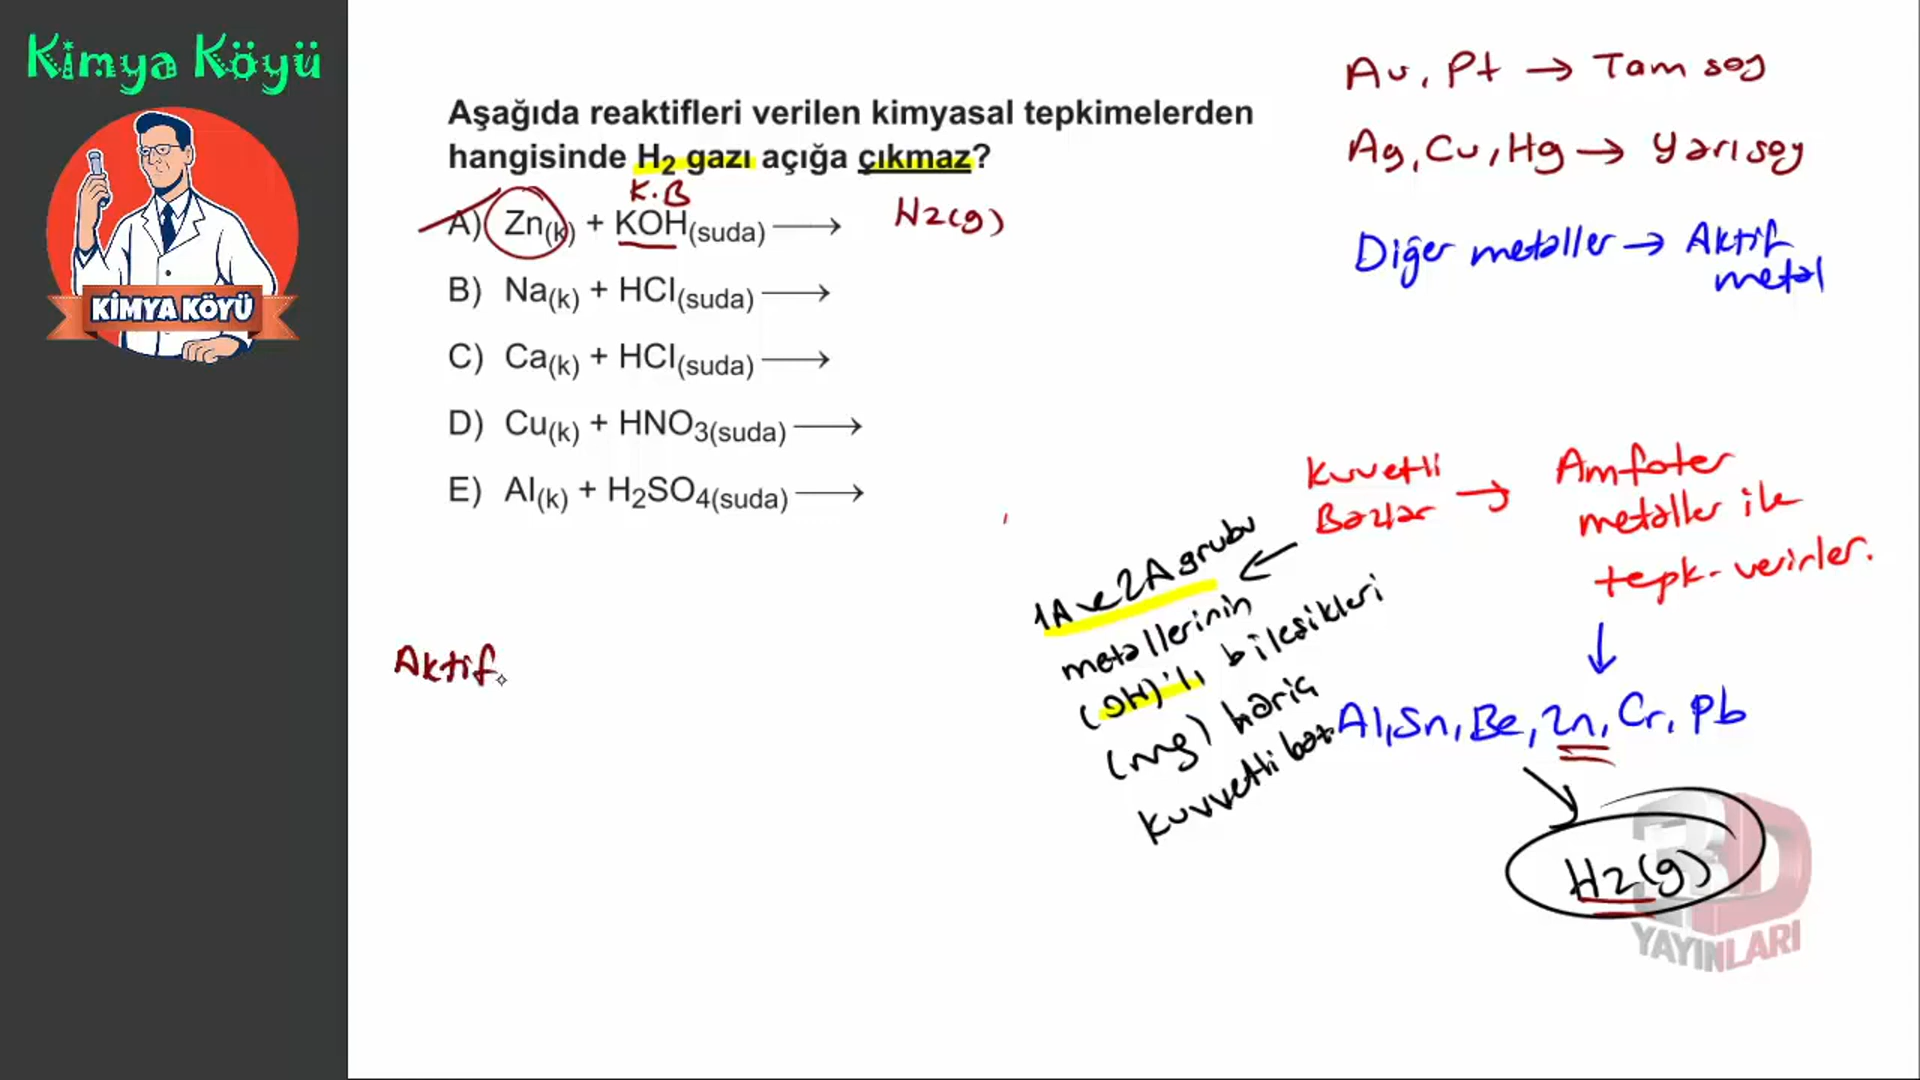 Kimya Köyü
KİMYA KÖYÜ
Aşağıda reaktifleri verilen kimyasal tepkimelerden
hangisinde H₂ gazı açığa çıkmaz?
K.B
A) Zn(k) + KOH(suda) ⟶ H2(g)
B) Na(k) + HCl(suda) ⟶
C) Ca(k) + HCl(suda) ⟶
D) Cu(k) + HNO₃(suda) ⟶
E) Al(k) + H₂SO₄(suda) ⟶
Aktif
Au, Pt → Tam soy
Ag, Cu, Hg → Yarı soy
Diğer metaller → Aktif
metal
Kuvetli
Bazlar →
Amfoter
metaller ile
tepk. verirler.
↓
Al, Sn, Be, Zn, Cr, Pb
H2(g)
1A ve 2A grubu
metallerinin
(OH)'lı bileşikleri
(mg) hariç
kuvvetli baz.
YAYINLARI